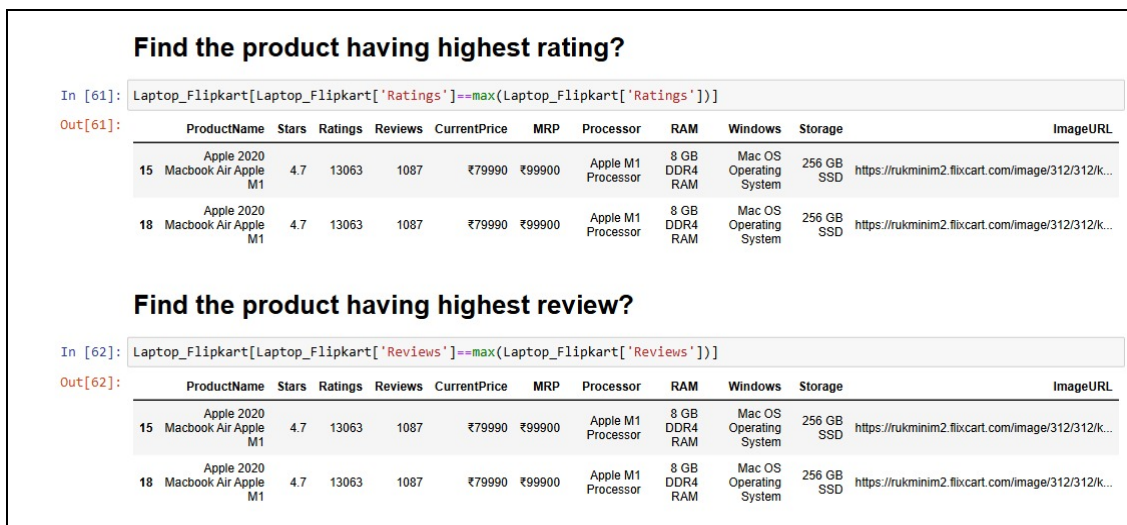 Find the product having highest rating?
In [61]: Laptop_Flipkart[Laptop_Flipkart['Ratings']==max(Laptop_Flipkart['Ratings'])]
Out[61]:
ProductName Stars Ratings Reviews CurrentPrice MRP Processor RAM Windows Storage ImageURL
15 Apple 2020 Macbook Air Apple M1 4.7 13063 1087 ₹79990 ₹99900 Apple M1 Processor 8 GB DDR4 RAM Mac OS Operating System 256 GB SSD https://rukminim2.flixcart.com/image/312/312/k...
18 Apple 2020 Macbook Air Apple M1 4.7 13063 1087 ₹79990 ₹99900 Apple M1 Processor 8 GB DDR4 RAM Mac OS Operating System 256 GB SSD https://rukminim2.flixcart.com/image/312/312/k...
Find the product having highest review?
In [62]: Laptop_Flipkart[Laptop_Flipkart['Reviews']==max(Laptop_Flipkart['Reviews'])]
Out[62]:
ProductName Stars Ratings Reviews CurrentPrice MRP Processor RAM Windows Storage ImageURL
15 Apple 2020 Macbook Air Apple M1 4.7 13063 1087 ₹79990 ₹99900 Apple M1 Processor 8 GB DDR4 RAM Mac OS Operating System 256 GB SSD https://rukminim2.flixcart.com/image/312/312/k...
18 Apple 2020 Macbook Air Apple M1 4.7 13063 1087 ₹79990 ₹99900 Apple M1 Processor 8 GB DDR4 RAM Mac OS Operating System 256 GB SSD https://rukminim2.flixcart.com/image/312/312/k...